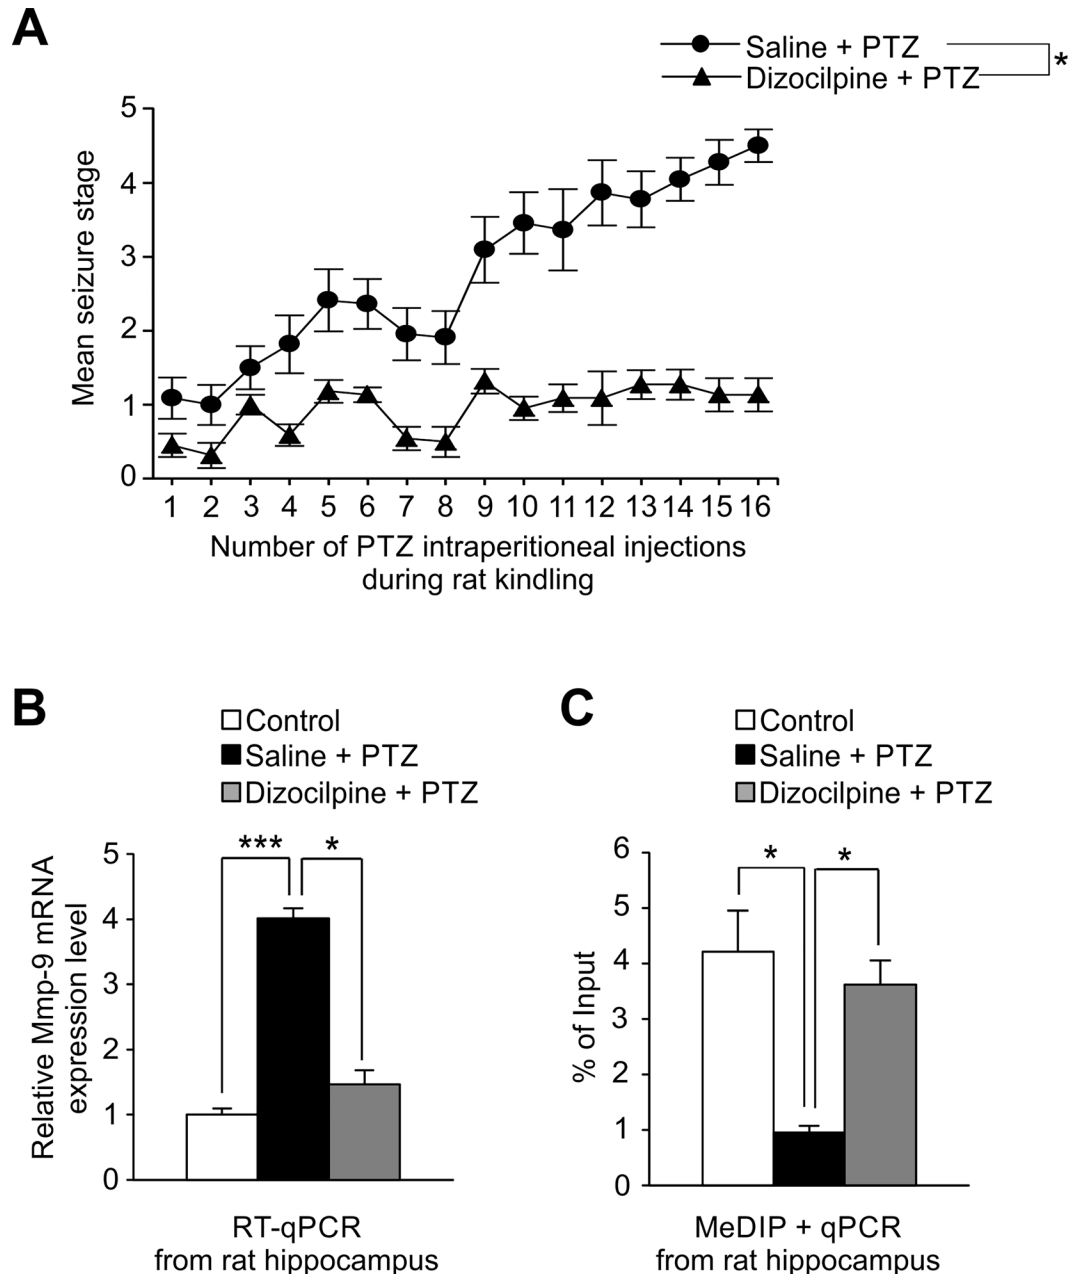 A
Saline + PTZ
Dizocilpine + PTZ
*
5
4
3
2
1
0
Mean seizure stage
1 2 3 4 5 6 7 8 9 10 11 12 13 14 15 16
Number of PTZ intraperitioneal injections
during rat kindling
B
Control
Saline + PTZ
Dizocilpine + PTZ
*** *
5
4
3
2
1
0
Relative Mmp-9 mRNA
expression level
RT-qPCR
from rat hippocampus
C
Control
Saline + PTZ
Dizocilpine + PTZ
* *
6
5
4
3
2
1
0
% of Input
MeDIP + qPCR
from rat hippocampus